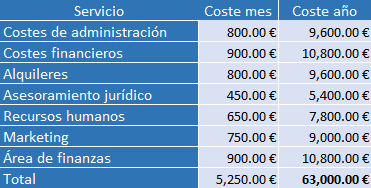 Servicio Coste mes Coste año
Costes de administración 800.00 € 9,600.00 €
Costes financieros 900.00 € 10,800.00 €
Alquileres 800.00 € 9,600.00 €
Asesoramiento jurídico 450.00 € 5,400.00 €
Recursos humanos 650.00 € 7,800.00 €
Marketing 750.00 € 9,000.00 €
Área de finanzas 900.00 € 10,800.00 €
Total 5,250.00 € 63,000.00 €